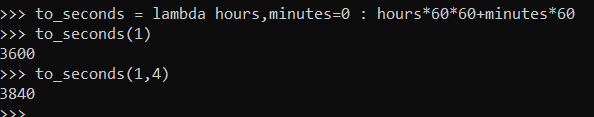 >>> to_seconds = lambda hours,minutes=0 : hours*60*60+minutes*60
>>> to_seconds(1)
3600
>>> to_seconds(1,4)
3840
>>>